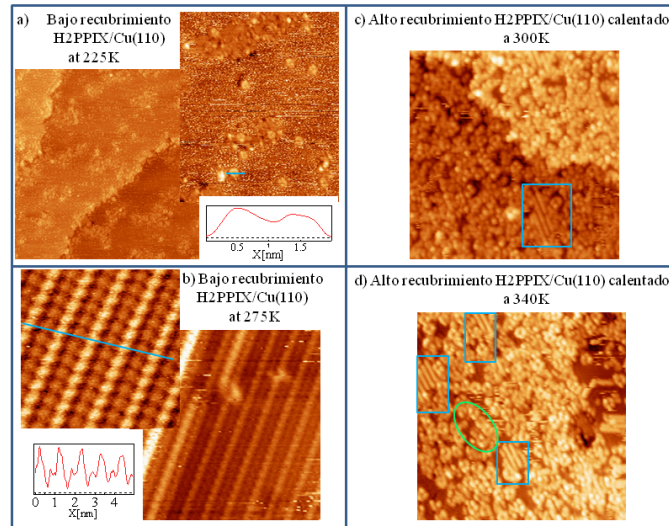 a) Bajo recubrimiento
H2PPIX/Cu(110)
at 225K
0.5 1 1.5
X[nm]
b) Bajo recubrimiento
H2PPIX/Cu(110)
at 275K
0 1 2 3 4
X[nm]
c) Alto recubrimiento H2PPIX/Cu(110) calentado
a 300K
d) Alto recubrimiento H2PPIX/Cu(110) calentado
a 340K